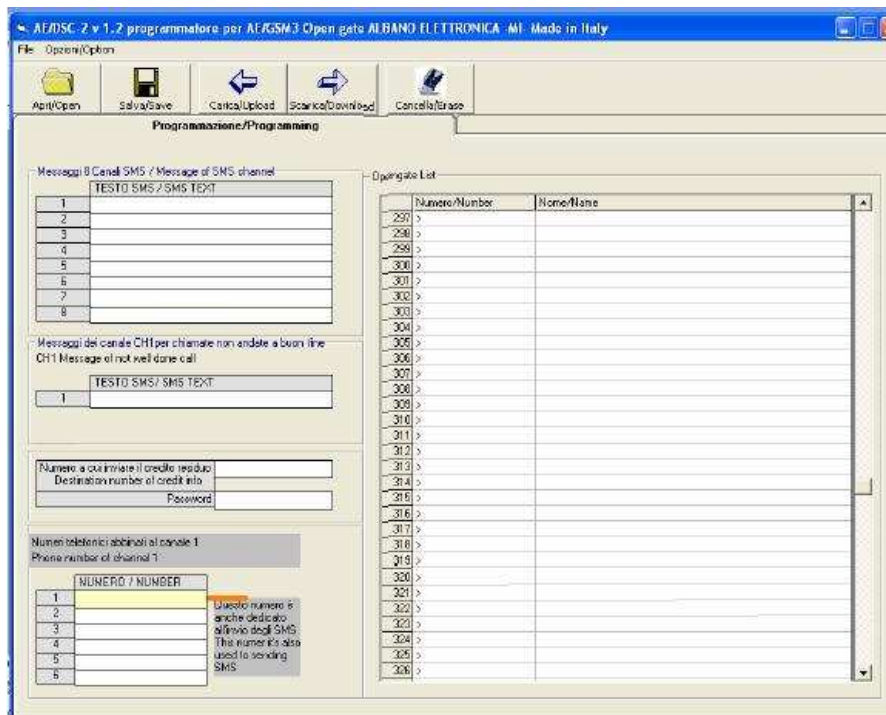 AE/DSC-2 v 1.2 programmatore per AE/GSM3 Open gate ALBANO ELETTRONICA -MI- Made in Italy
File Opzioni/Option
Apri/Open Salva/Save Carica/Upload Scarica/Download Cancella/Erase
Programmazione/Programming
Messaggi 8 Canali SMS / Message of SMS channel
TESTO SMS / SMS TEXT
1
2
3
4
5
6
7
8
Messaggi dei canale CH1 per chiamate non andate a buon fine
CH1 Message of not well done call
TESTO SMS/ SMS TEXT
1
Numero a cui inviare il credito residuo
Destination number of credit info
Password
Numeri telefonici abbinati al canale 1
Phone number of channel 1
NUMERO / NUMBER
1
2
3
4
5
6
Questo numero è
anche dedicato
all'invio degli SMS
This numer it's also
used to sending
SMS
Opengate List
Numero/Number Nome/Name
297 >
298 >
299 >
300 >
301 >
302 >
303 >
304 >
305 >
306 >
307 >
308 >
309 >
310 >
311 >
312 >
313 >
314 >
315 >
316 >
317 >
318 >
319 >
320 >
321 >
322 >
323 >
324 >
325 >
326 >